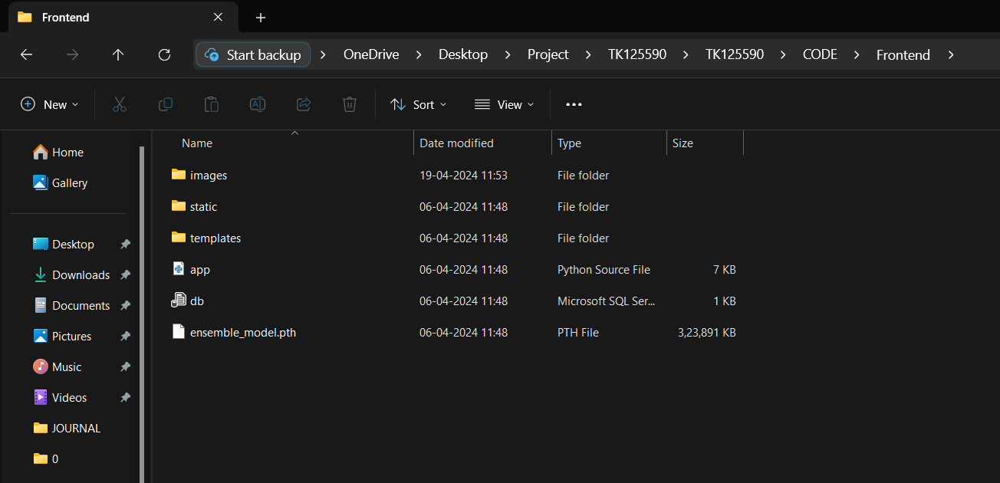 Frontend
Start backup > OneDrive > Desktop > Project > TK125590 > TK125590 > CODE > Frontend >
New Sort View
Name Date modified Type Size
images 19-04-2024 11:53 File folder
static 06-04-2024 11:48 File folder
templates 06-04-2024 11:48 File folder
app 06-04-2024 11:48 Python Source File 7 KB
db 06-04-2024 11:48 Microsoft SQL Ser... 1 KB
ensemble_model.pth 06-04-2024 11:48 PTH File 3,23,891 KB
Home
Gallery
Desktop
Downloads
Documents
Pictures
Music
Videos
JOURNAL
0